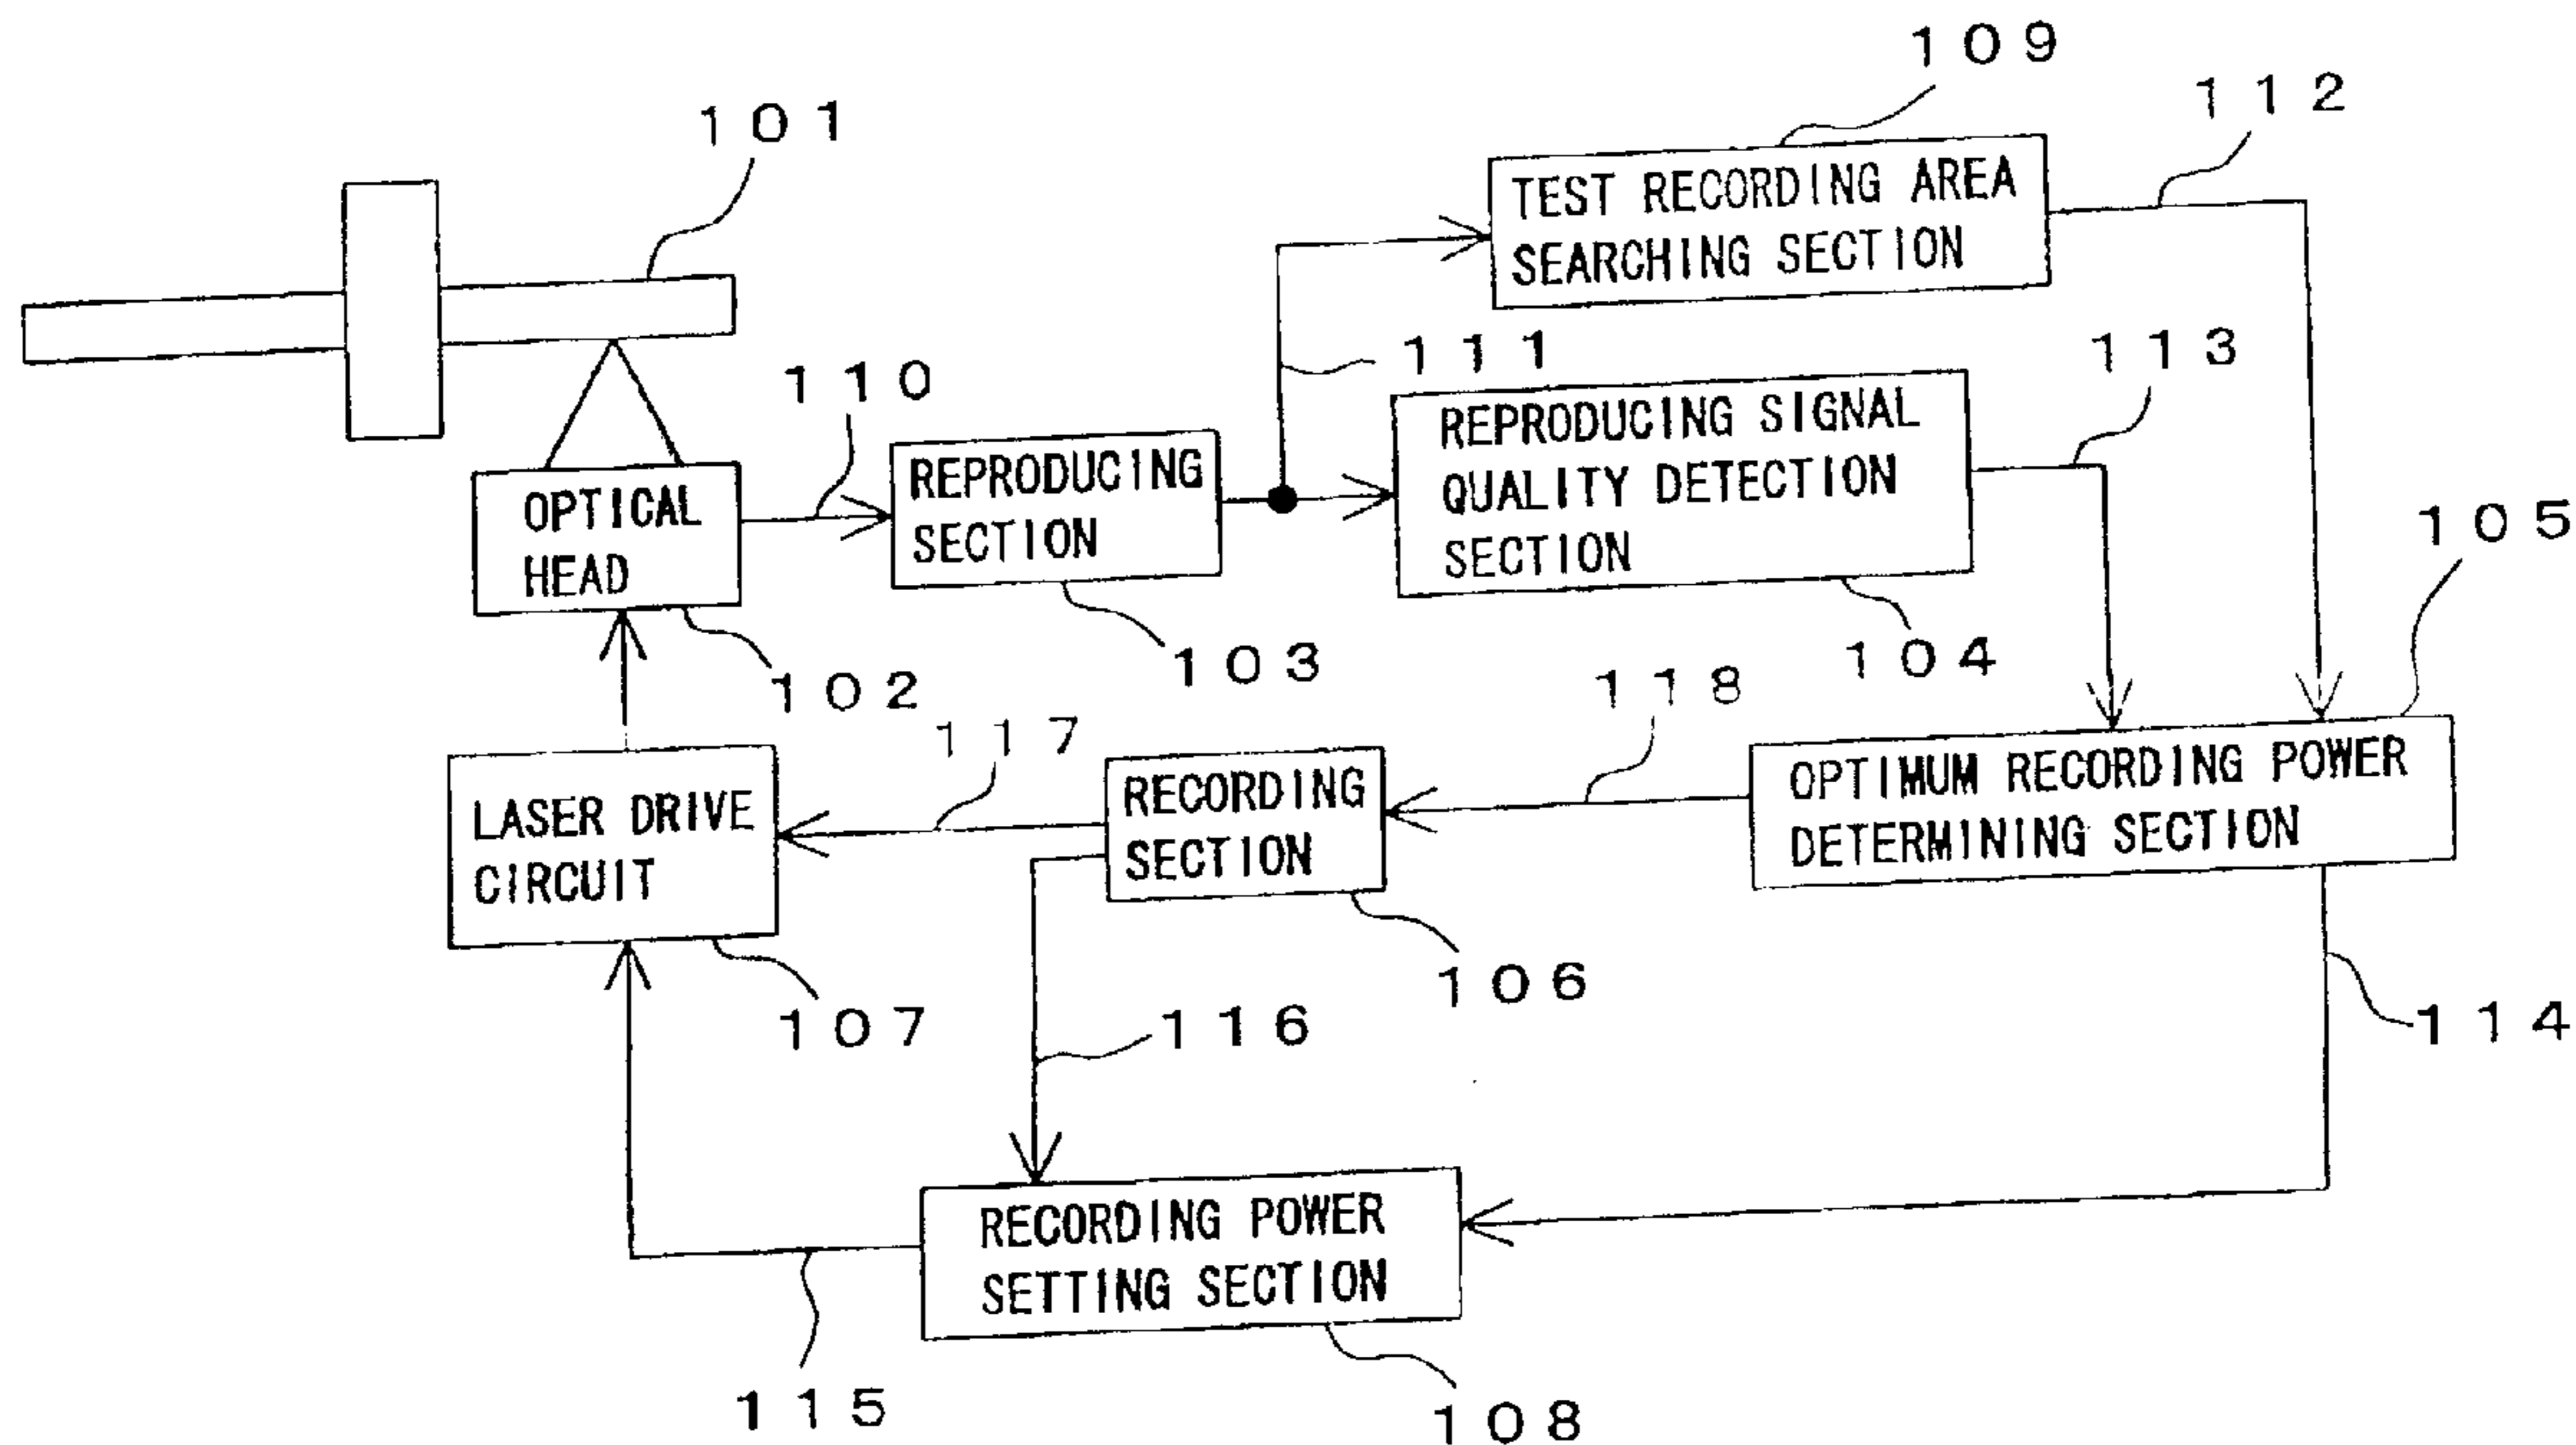 109
112
101
TEST RECORDING AREA
SEARCHING SECTION
111
113
110
REPRODUCING SIGNAL
QUALITY DETECTION
SECTION
REPRODUCING
SECTION
OPTICAL
HEAD
105
103
104
102
118
117
OPTIMUM RECORDING POWER
DETERMINING SECTION
RECORDING
SECTION
LASER DRIVE
CIRCUIT
106
107
116
114
RECORDING POWER
SETTING SECTION
115
108